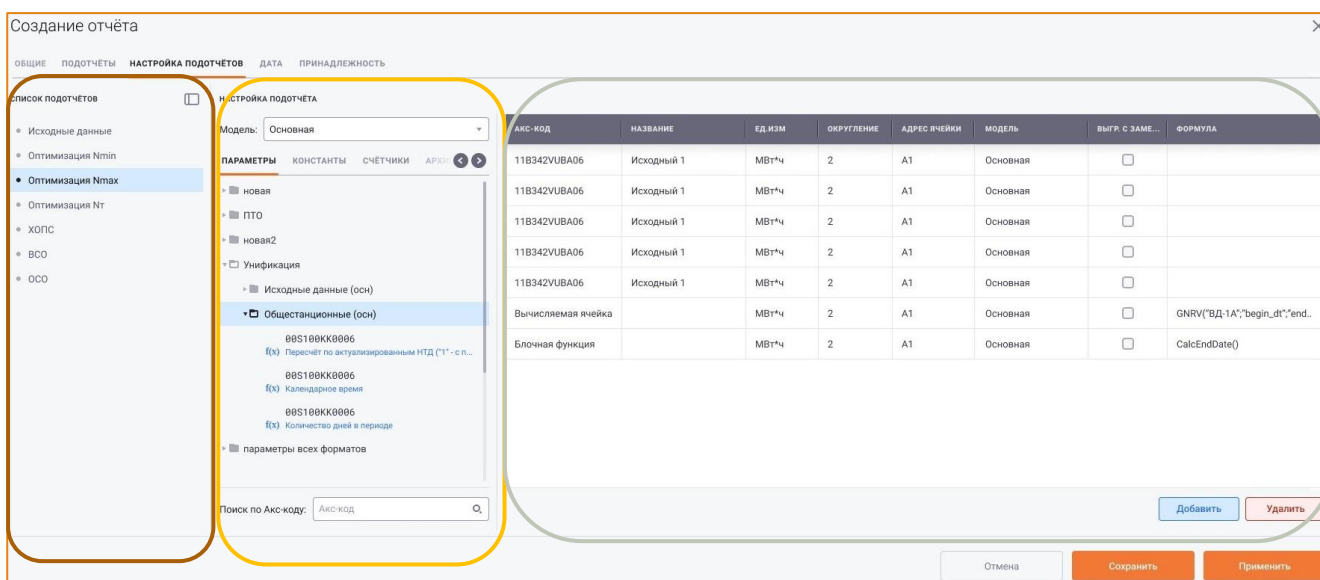 Создание отчёта
ОБЩИЕ ПОДОТЧЁТЫ НАСТРОЙКА ПОДОТЧЁТОВ ДАТА ПРИНАДЛЕЖНОСТЬ
СПИСОК ПОДОТЧЁТОВ
Исходные данные
Оптимизация Nmin
Оптимизация Nmax
Оптимизация Nт
ХОПС
ВСО
ОСО
НАСТРОЙКА ПОДОТЧЁТА
Модель: Основная
ПАРАМЕТРЫ КОНСТАНТЫ СЧЁТЧИКИ
новая
ПТО
новая2
Унификация
Исходные данные (осн)
Общестанционные (осн)
00S100KK0006
f(x) Пересчёт по актуализированным НТД ("1" - с п...
00S100KK0006
f(x) Календарное время
00S100KK0006
f(x) Количество дней в периоде
параметры всех форматов
Поиск по Акс-коду: Акс-код
АКС-КОД НАЗВАНИЕ ЕД.ИЗМ ОКРУГЛЕНИЕ АДРЕС ЯЧЕЙКИ МОДЕЛЬ ВЫГР. С ЗАМЕ... ФОРМУЛА
11B342VUBA06 Исходный 1 МВт*ч 2 A1 Основная
11B342VUBA06 Исходный 1 МВт*ч 2 A1 Основная
11B342VUBA06 Исходный 1 МВт*ч 2 A1 Основная
11B342VUBA06 Исходный 1 МВт*ч 2 A1 Основная
11B342VUBA06 Исходный 1 МВт*ч 2 A1 Основная
Вычисляемая ячейка МВт*ч 2 A1 Основная GNRV("ВД-1А";"begin_dt";"end..
Блочная функция МВт*ч 2 A1 Основная CalcEndDate()
Добавить Удалить
Отмена Сохранить Применить